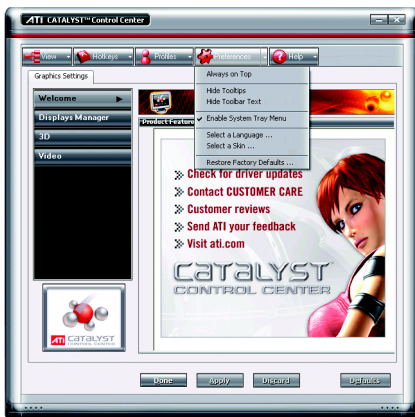 ATI CATALYST™ Control Center
View
Hotkeys
Profiles
Preferences
Help
Graphics Settings
Always on Top
Hide Tooltips
Hide Toolbar Text
Enable System Tray Menu
Select a Language ...
Select a Skin ...
Restore Factory Defaults ...
Welcome
Displays Manager
3D
Video
Product Feature
Check for driver updates
Contact CUSTOMER CARE
Customer reviews
Send ATI your feedback
Visit ati.com
CATALYST
CONTROL CENTER
ATI CATALYST
CONTROL CENTER
Done
Apply
Discard
Defaults